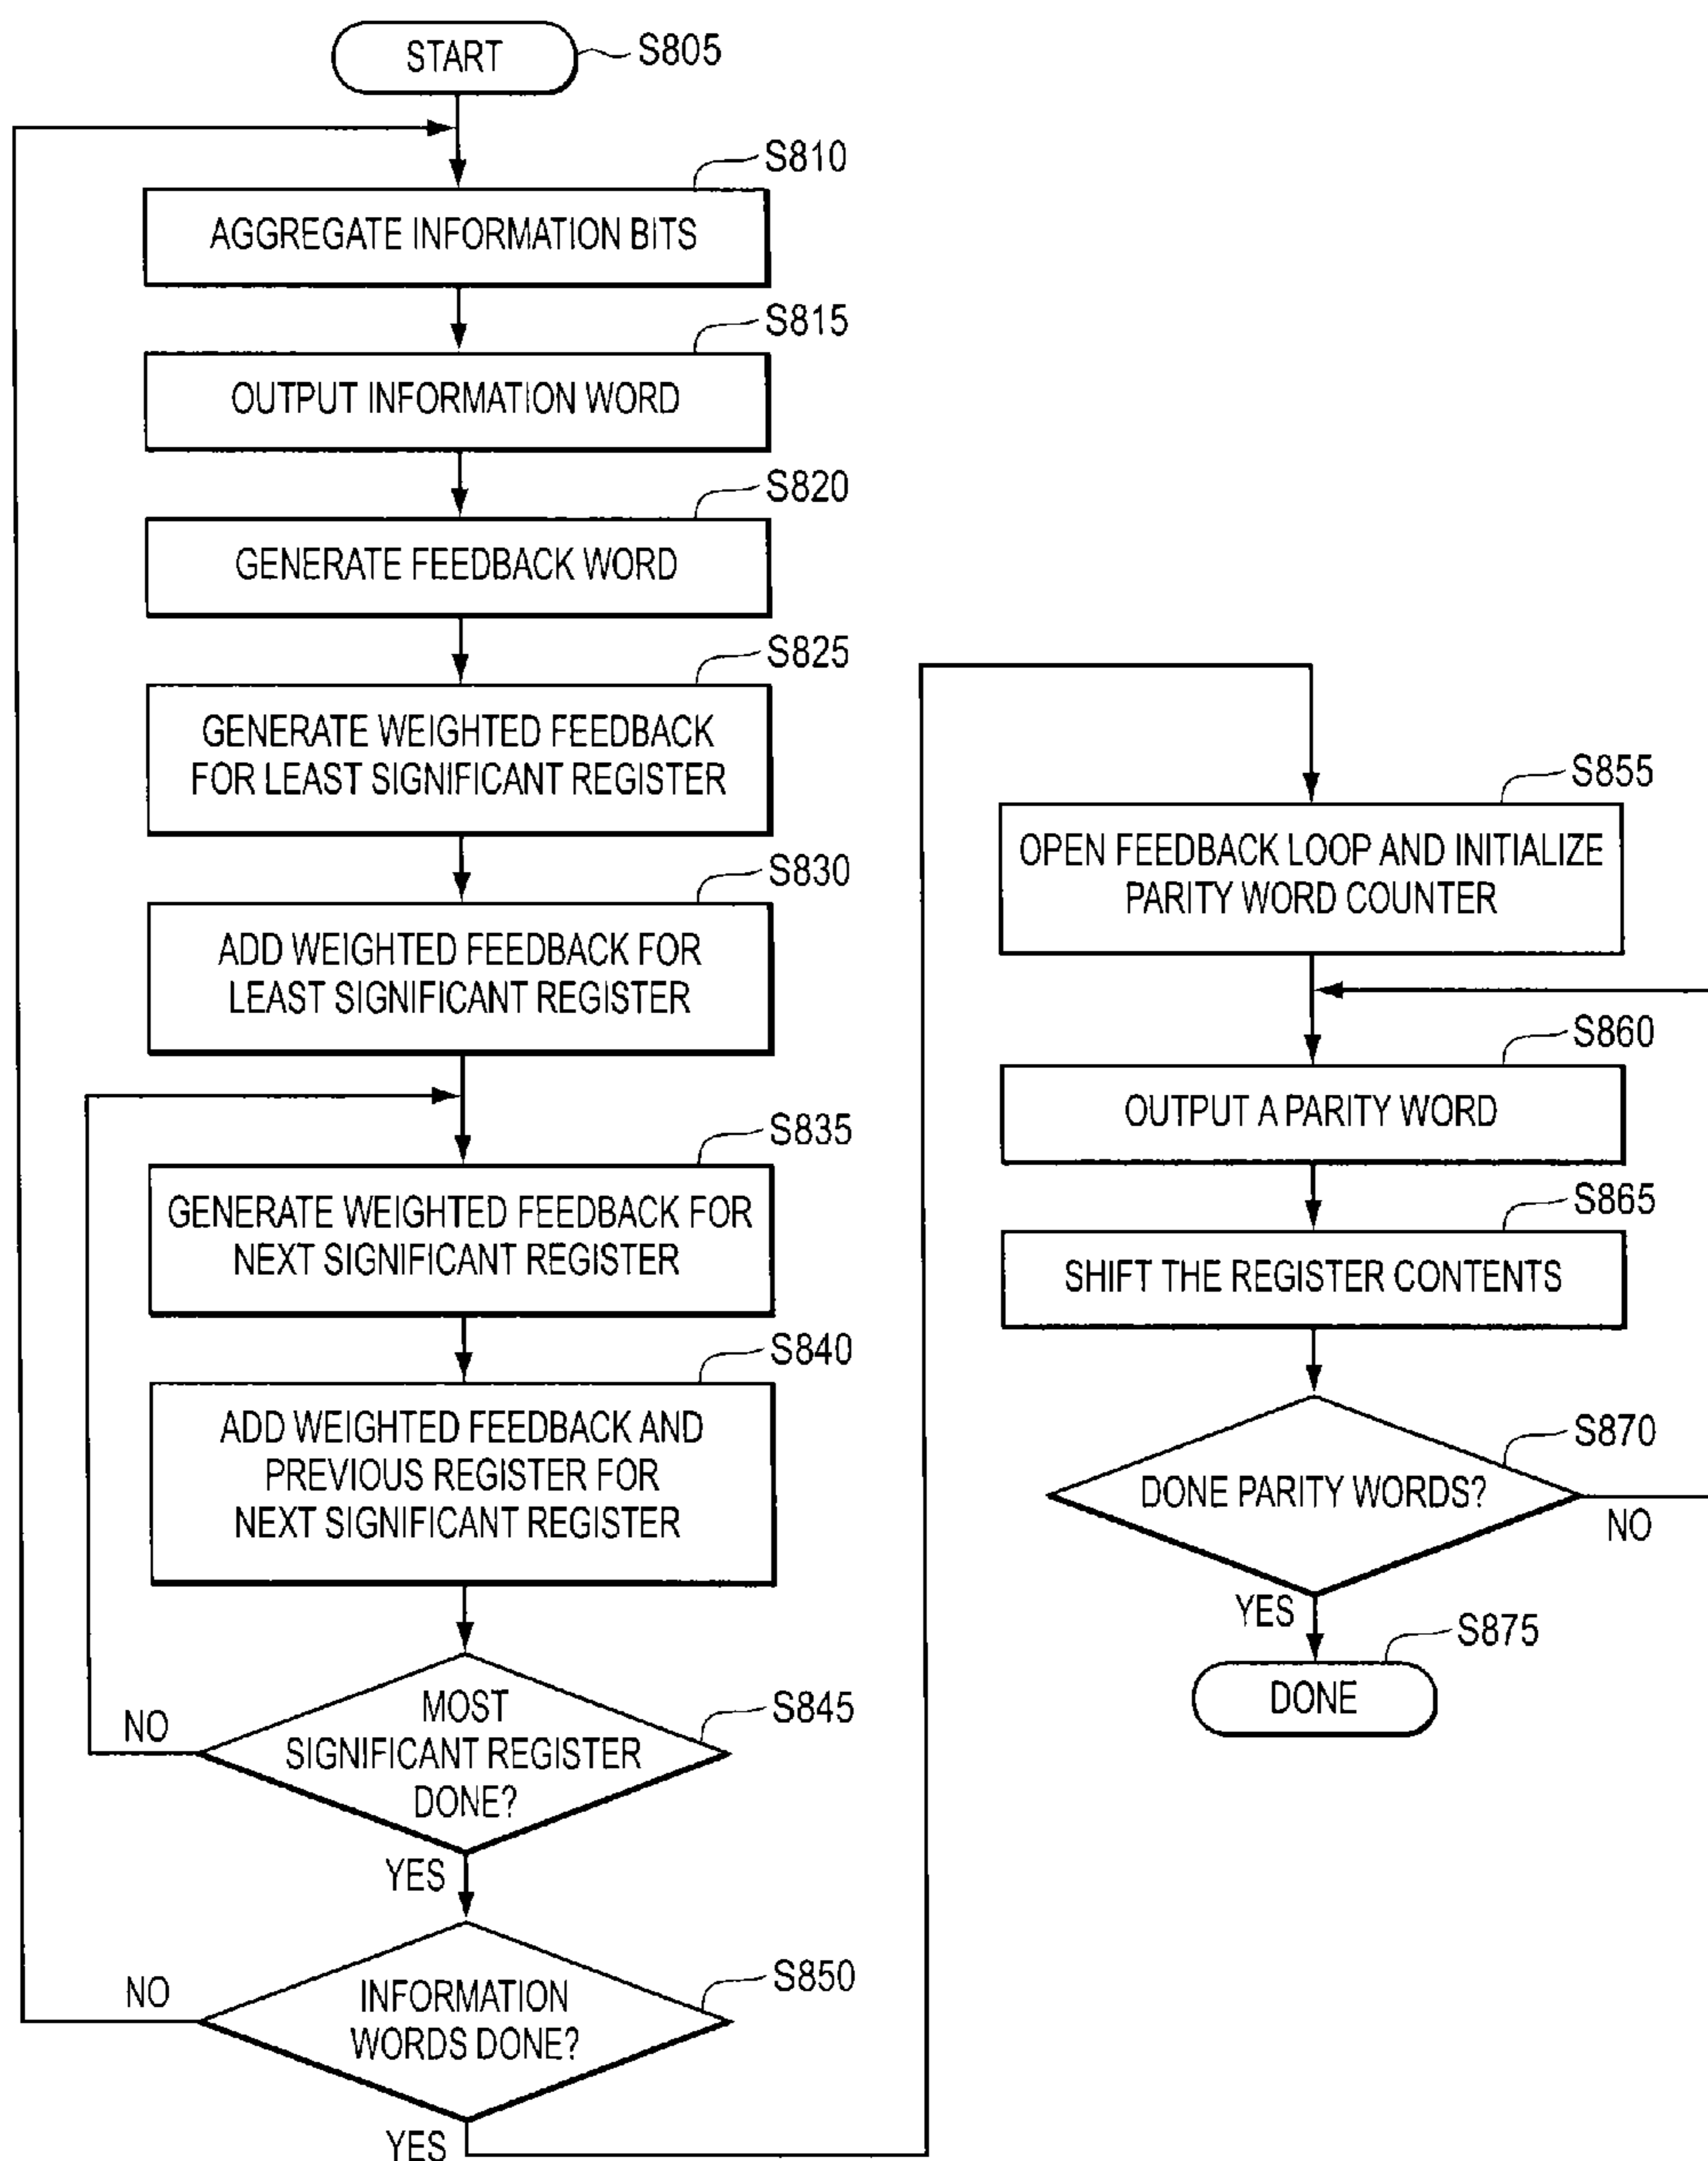 START
S805
S810
AGGREGATE INFORMATION BITS
S815
OUTPUT INFORMATION WORD
S820
GENERATE FEEDBACK WORD
S825
GENERATE WEIGHTED FEEDBACK
FOR LEAST SIGNIFICANT REGISTER
S830
ADD WEIGHTED FEEDBACK FOR
LEAST SIGNIFICANT REGISTER
S835
GENERATE WEIGHTED FEEDBACK FOR
NEXT SIGNIFICANT REGISTER
S840
ADD WEIGHTED FEEDBACK AND
PREVIOUS REGISTER FOR
NEXT SIGNIFICANT REGISTER
S845
MOST
SIGNIFICANT REGISTER
DONE?
NO
YES
S850
INFORMATION
WORDS DONE?
NO
YES
S855
OPEN FEEDBACK LOOP AND INITIALIZE
PARITY WORD COUNTER
S860
OUTPUT A PARITY WORD
S865
SHIFT THE REGISTER CONTENTS
S870
DONE PARITY WORDS?
NO
YES
S875
DONE